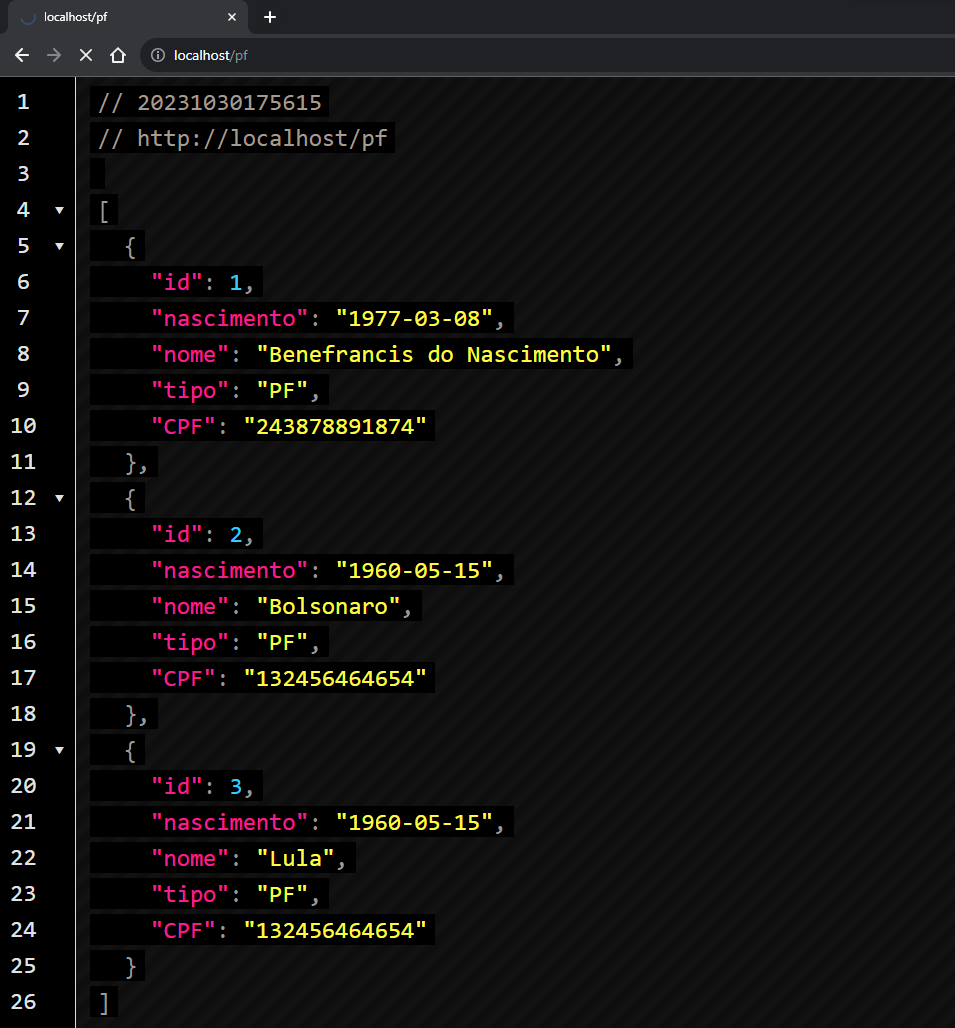 localhost/pf
localhost/pf
1 // 20231030175615
2 // http://localhost/pf
3
4 [
5 {
6 "id": 1,
7 "nascimento": "1977-03-08",
8 "nome": "Benefrancis do Nascimento",
9 "tipo": "PF",
10 "CPF": "243878891874"
11 },
12 {
13 "id": 2,
14 "nascimento": "1960-05-15",
15 "nome": "Bolsonaro",
16 "tipo": "PF",
17 "CPF": "132456464654"
18 },
19 {
20 "id": 3,
21 "nascimento": "1960-05-15",
22 "nome": "Lula",
23 "tipo": "PF",
24 "CPF": "132456464654"
25 }
26 ]